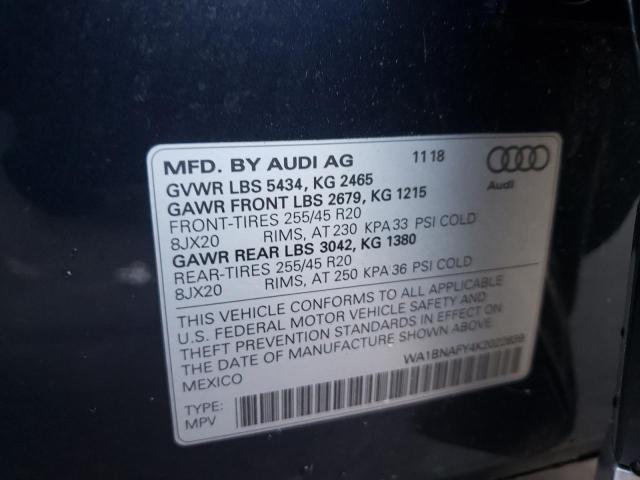 MFD. BY AUDI AG 11 18
Audi
GVWR LBS 5434, KG 2465
GAWR FRONT LBS 2679, KG 1215
FRONT-TIRES 255/45 R20
8JX20 RIMS, AT 230 KPA 33 PSI COLD
GAWR REAR LBS 3042, KG 1380
REAR-TIRES 255/45 R20
8JX20 RIMS, AT 250 KPA 36 PSI COLD
THIS VEHICLE CONFORMS TO ALL APPLICABLE
U.S. FEDERAL MOTOR VEHICLE SAFETY AND
THEFT PREVENTION STANDARDS IN EFFECT ON
THE DATE OF MANUFACTURE SHOWN ABOVE.
MEXICO
TYPE:
MPV